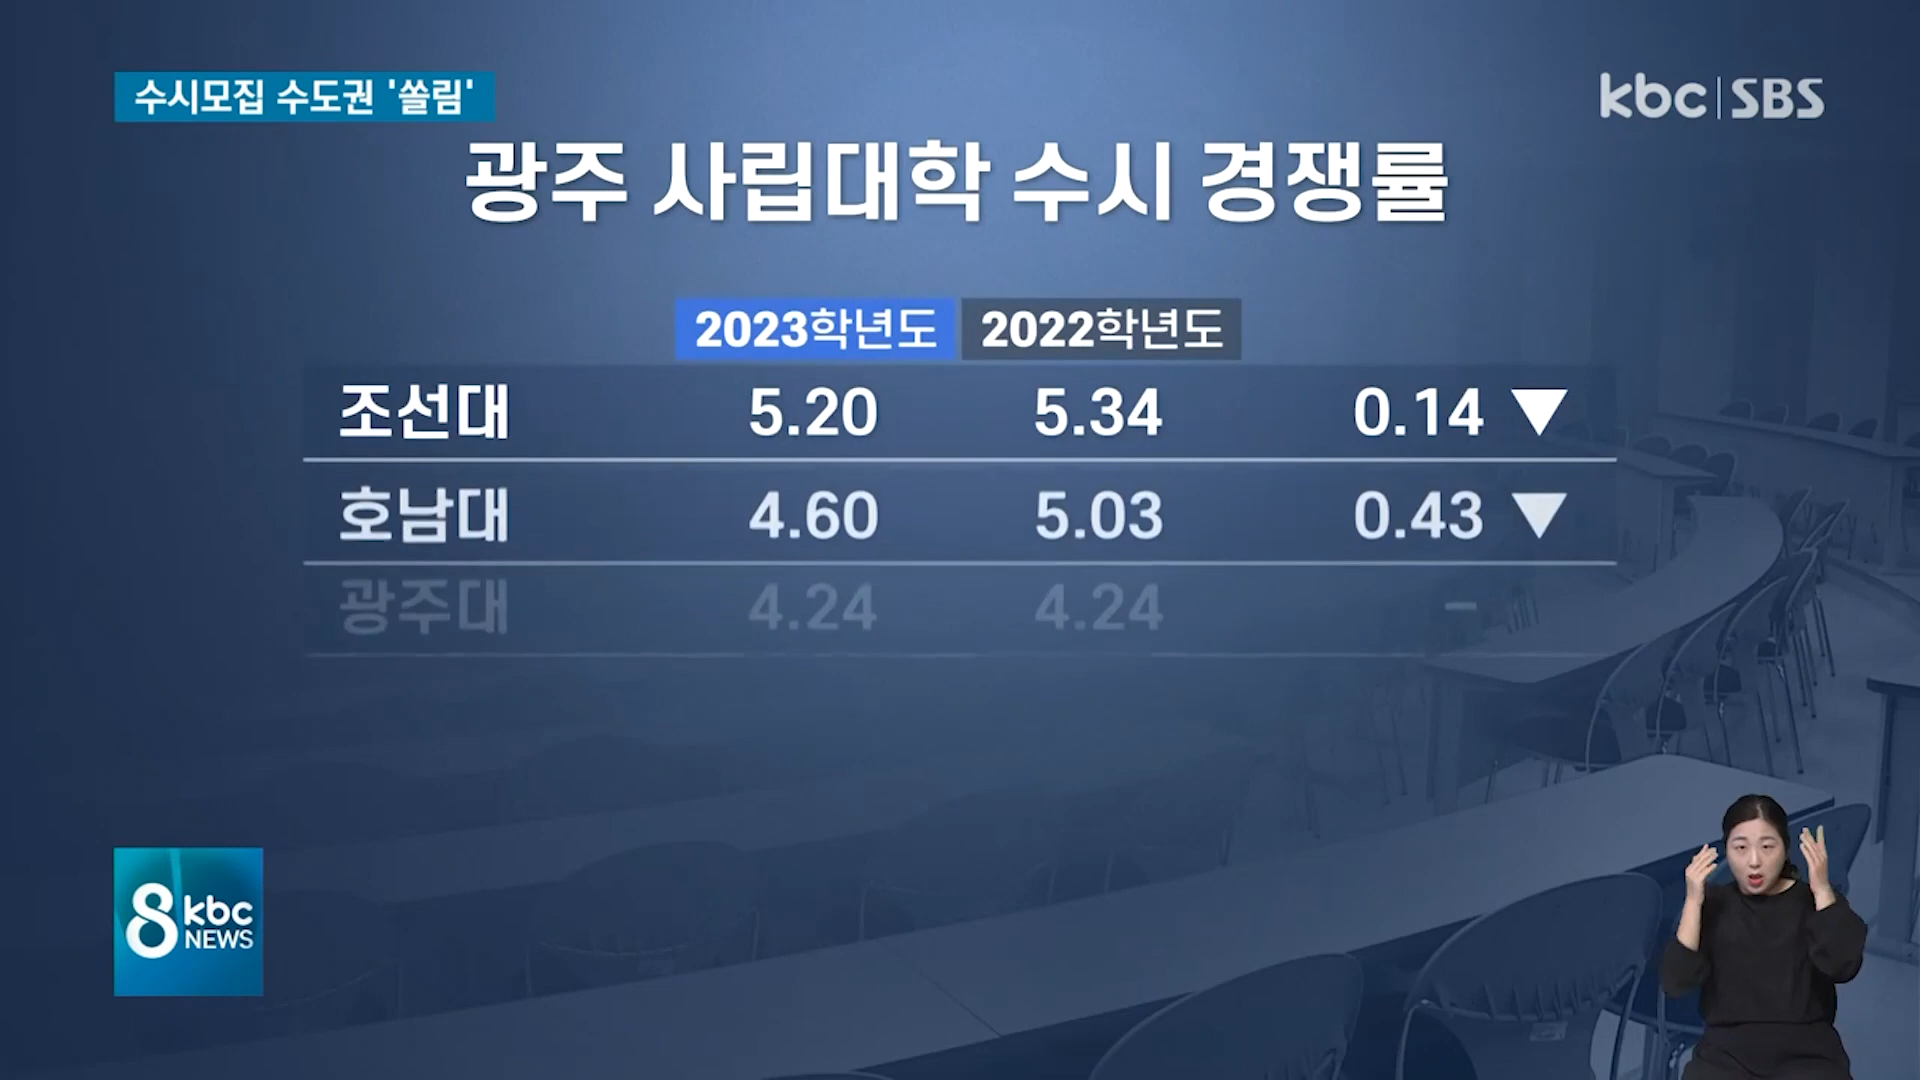 수시모집 수도권 '쏠림'
kbc SBS
광주 사립대학 수시 경쟁률
2023학년도 2022학년도
조선대 5.20 5.34 0.14 ▼
호남대 4.60 5.03 0.43 ▼
광주대 4.24 4.24 –
8 kbc NEWS